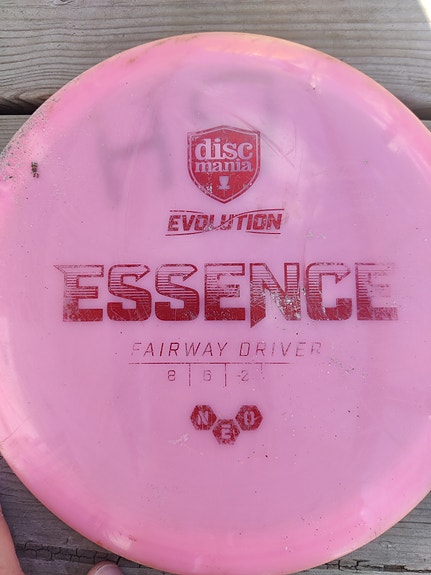 disc
mania
EVOLUTION
ESSENCE
FAIRWAY DRIVER
8 | 6 | -2 |
NEO